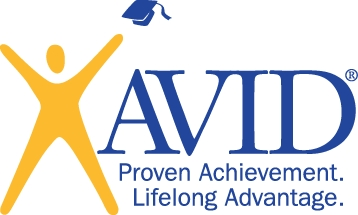 AVID®
Proven Achievement.
Lifelong Advantage.